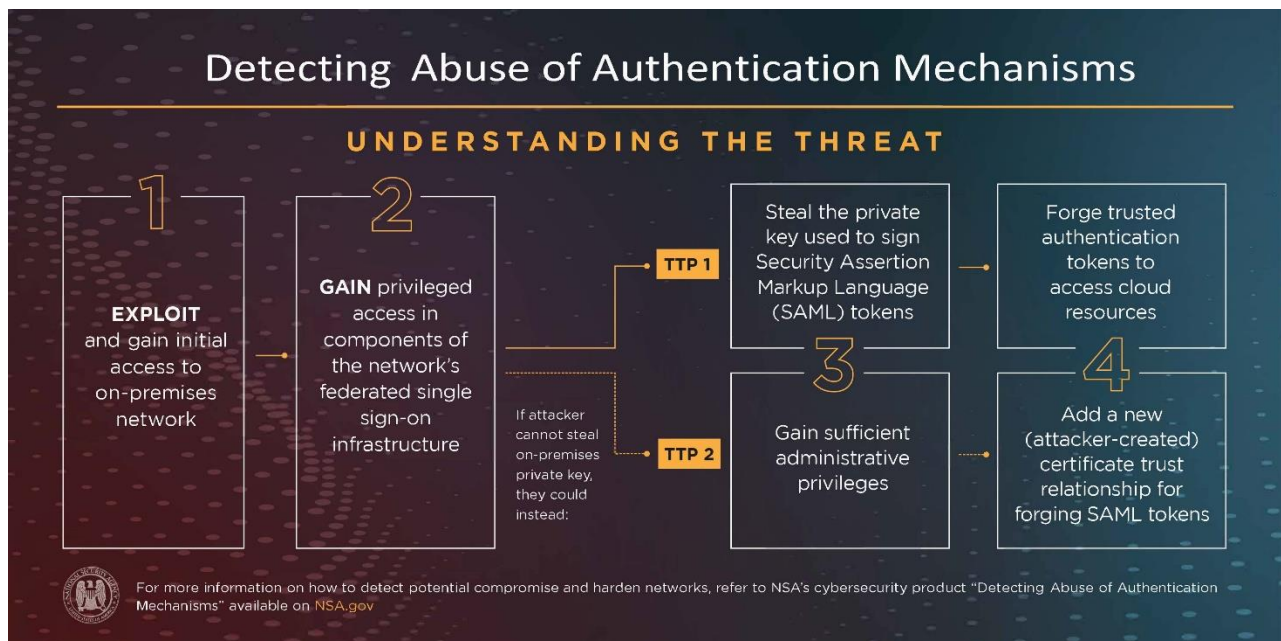 Detecting Abuse of Authentication Mechanisms
UNDERSTANDING THE THREAT
1
EXPLOIT
and gain initial
access to
on-premises
network
2
GAIN privileged
access in
components of
the network's
federated single
sign-on
infrastructure
TTP 1
If attacker
cannot steal
on-premises
private key,
they could
instead:
TTP 2
3
Steal the private
key used to sign
Security Assertion
Markup Language
(SAML) tokens
Gain sufficient
administrative
privileges
4
Forge trusted
authentication
tokens to
access cloud
resources
Add a new
(attacker-created)
certificate trust
relationship for
forging SAML tokens
For more information on how to detect potential compromise and harden networks, refer to NSA's cybersecurity product "Detecting Abuse of Authentication
Mechanisms" available on NSA.gov